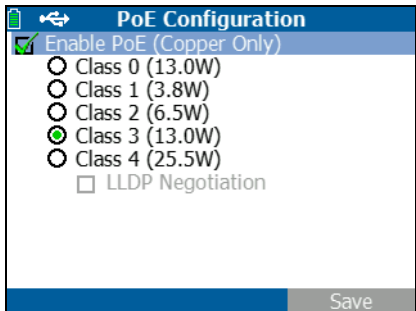 PoE Configuration
Enable PoE (Copper Only)
Class 0 (13.0W)
Class 1 (3.8W)
Class 2 (6.5W)
Class 3 (13.0W)
Class 4 (25.5W)
LLDP Negotiation
Save